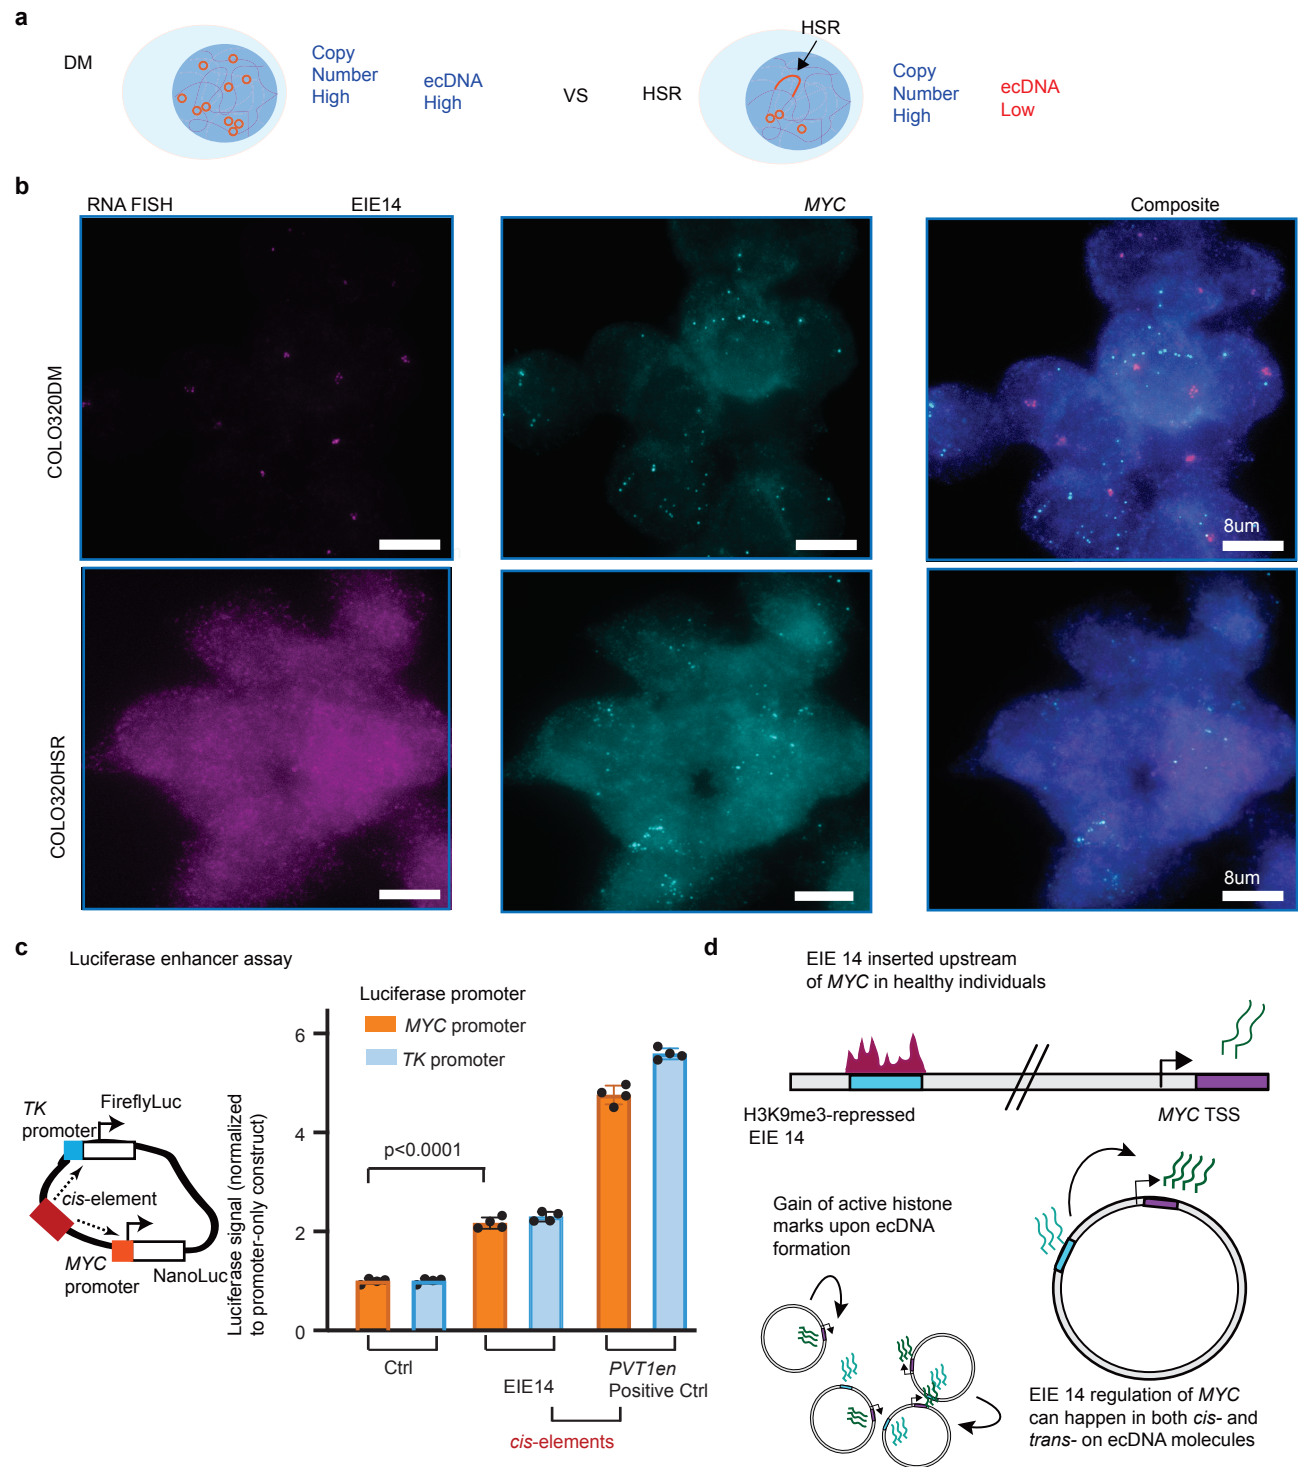 a
DM
Copy
Number
High
ecDNA
High
VS
HSR
HSR
Copy
Number
High
ecDNA
Low
b
RNA FISH
EIE14
MYC
Composite
COLO320DM
8um
COLO320HSR
8um
c
Luciferase enhancer assay
TK
promoter
FireflyLuc
cis-element
MYC
promoter
NanoLuc
Luciferase signal (normalized
to promoter-only construct)
Luciferase promoter
MYC promoter
TK promoter
6
4
2
0
p<0.0001
Ctrl
EIE14
PVT1en
Positive Ctrl
cis-elements
d
EIE 14 inserted upstream
of MYC in healthy individuals
H3K9me3-repressed
EIE 14
MYC TSS
Gain of active histone
marks upon ecDNA
formation
EIE 14 regulation of MYC
can happen in both cis- and
trans- on ecDNA molecules